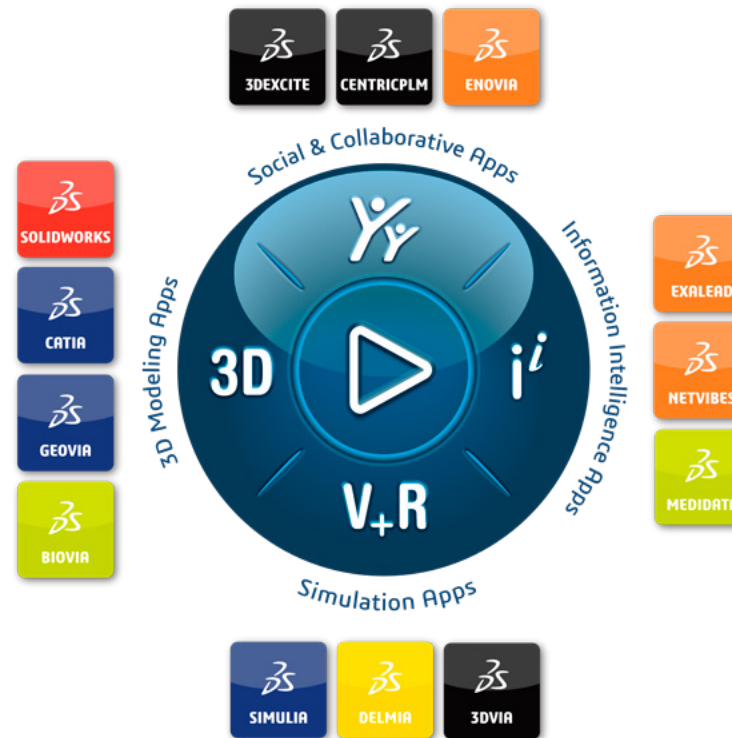 3DEXCITE
CENTRICPLM
ENOVIA
Social & Collaborative Apps
SOLIDWORKS
CATIA
GEOVIA
BIOVIA
3D Modeling Apps
3D
i i
V+R
Information Intelligence Apps
EXALEAD
NETVIBES
MEDIDATA
Simulation Apps
SIMULIA
DELMIA
3DVIA